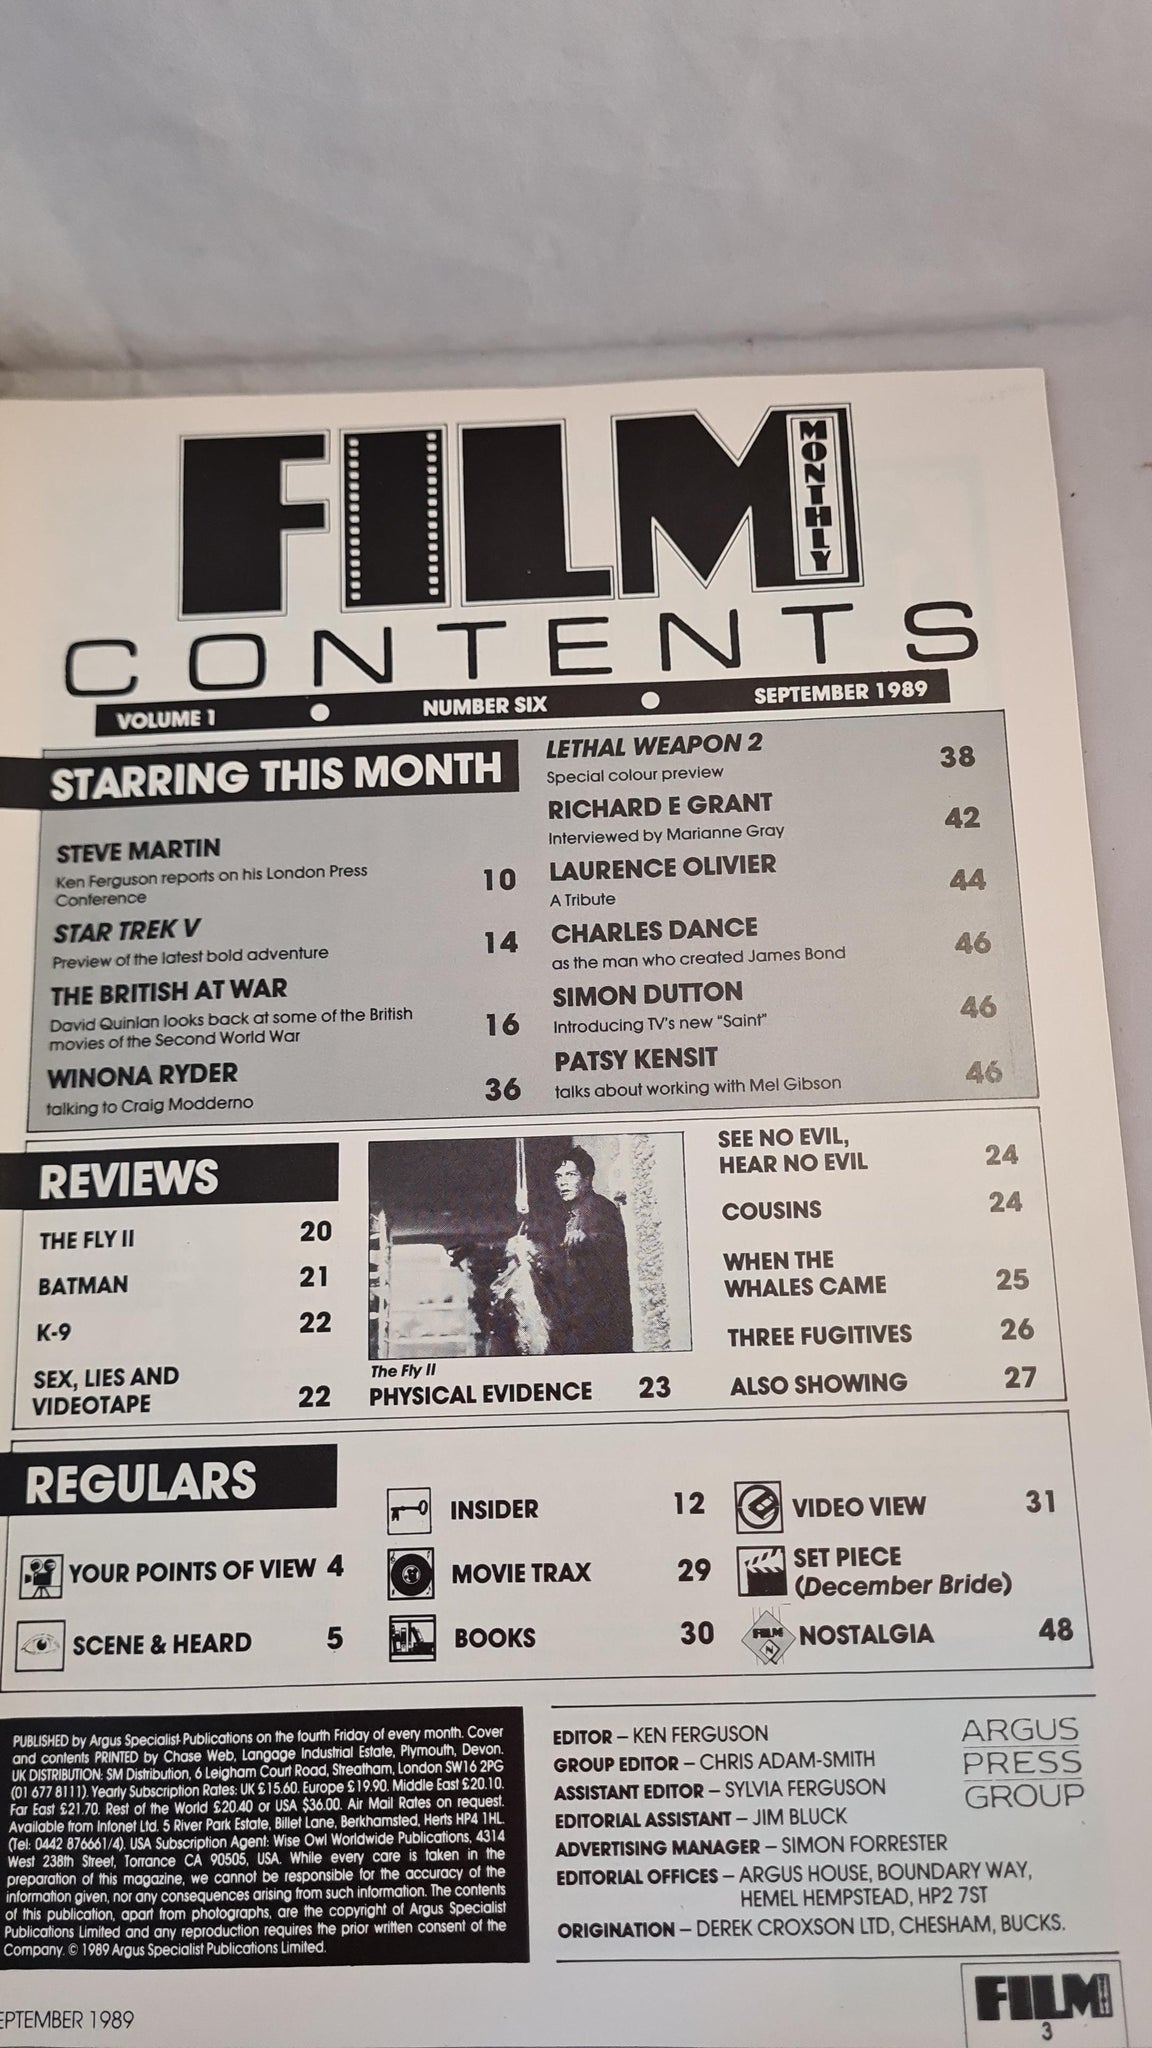 FILM MONTHLY
CONTENTS
VOLUME 1 ● NUMBER SIX ● SEPTEMBER 1989
STARRING THIS MONTH
STEVE MARTIN
Ken Ferguson reports on his London Press 10
Conference
STAR TREK V 14
Preview of the latest bold adventure
THE BRITISH AT WAR
David Quinlan looks back at some of the British 16
movies of the Second World War
WINONA RYDER 36
talking to Craig Modderno
LETHAL WEAPON 2 38
Special colour preview
RICHARD E GRANT 42
Interviewed by Marianne Gray
LAURENCE OLIVIER 44
A Tribute
CHARLES DANCE 46
as the man who created James Bond
SIMON DUTTON 46
Introducing TV's new "Saint"
PATSY KENSIT 46
talks about working with Mel Gibson
REVIEWS
THE FLY II 20
BATMAN 21
K-9 22
SEX, LIES AND
VIDEOTAPE 22
The Fly II
PHYSICAL EVIDENCE 23
SEE NO EVIL,
HEAR NO EVIL 24
COUSINS 24
WHEN THE
WHALES CAME 25
THREE FUGITIVES 26
ALSO SHOWING 27
REGULARS
YOUR POINTS OF VIEW 4
SCENE & HEARD 5
INSIDER 12
MOVIE TRAX 29
BOOKS 30
VIDEO VIEW 31
SET PIECE
(December Bride)
FILM
N
NOSTALGIA 48
PUBLISHED by Argus Specialist Publications on the fourth Friday of every month. Cover
and contents PRINTED by Chase Web, Langage Industrial Estate, Plymouth, Devon.
UK DISTRIBUTION: SM Distribution, 6 Leigham Court Road, Streatham, London SW16 2PG
(01 677 8111). Yearly Subscription Rates: UK £15.60. Europe £19.90. Middle East £20.10.
Far East £21.70. Rest of the World £20.40 or USA $36.00. Air Mail Rates on request.
Available from Infonet Ltd. 5 River Park Estate, Billet Lane, Berkhamsted, Herts HP4 1HL.
(Tel: 0442 876661/4). USA Subscription Agent: Wise Owl Worldwide Publications, 4314
West 238th Street, Torrance CA 90505, USA. While every care is taken in the
preparation of this magazine, we cannot be responsible for the accuracy of the
information given, nor any consequences arising from such information. The contents
of this publication, apart from photographs, are the copyright of Argus Specialist
Publications Limited and any reproduction requires the prior written consent of the
Company. © 1989 Argus Specialist Publications Limited.
EDITOR – KEN FERGUSON
GROUP EDITOR – CHRIS ADAM-SMITH
ASSISTANT EDITOR – SYLVIA FERGUSON
EDITORIAL ASSISTANT – JIM BLUCK
ADVERTISING MANAGER – SIMON FORRESTER
EDITORIAL OFFICES – ARGUS HOUSE, BOUNDARY WAY,
HEMEL HEMPSTEAD, HP2 7ST
ORIGINATION – DEREK CROXSON LTD, CHESHAM, BUCKS.
ARGUS
PRESS
GROUP
EPTEMBER 1989
FILM
3